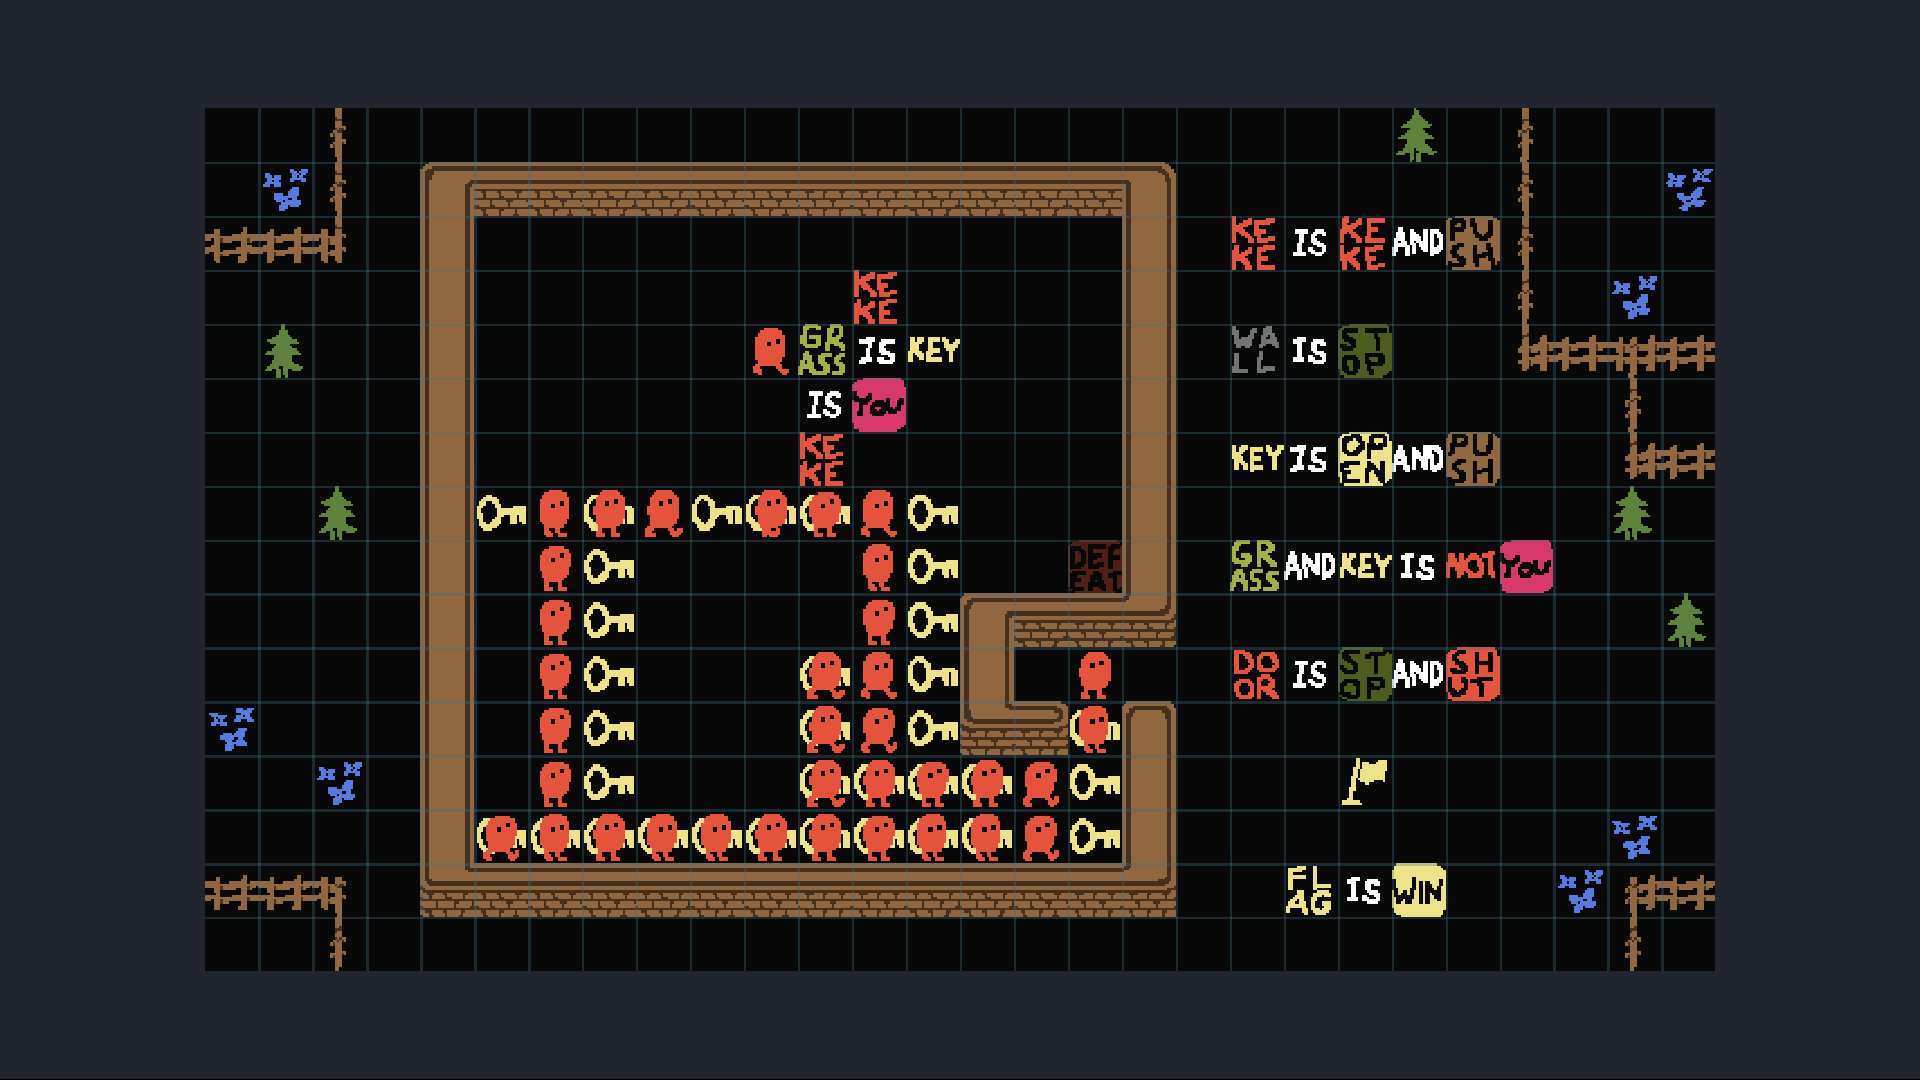 KEKE IS KEKE AND PUSH
KEKE
GRASS IS KEY
WALL IS STOP
IS YOU
KEKE
KEY IS OPEN AND PUSH
DEFEAT
GRASS AND KEY IS NOT YOU
DOOR IS STOP AND SHUT
FLAG IS WIN